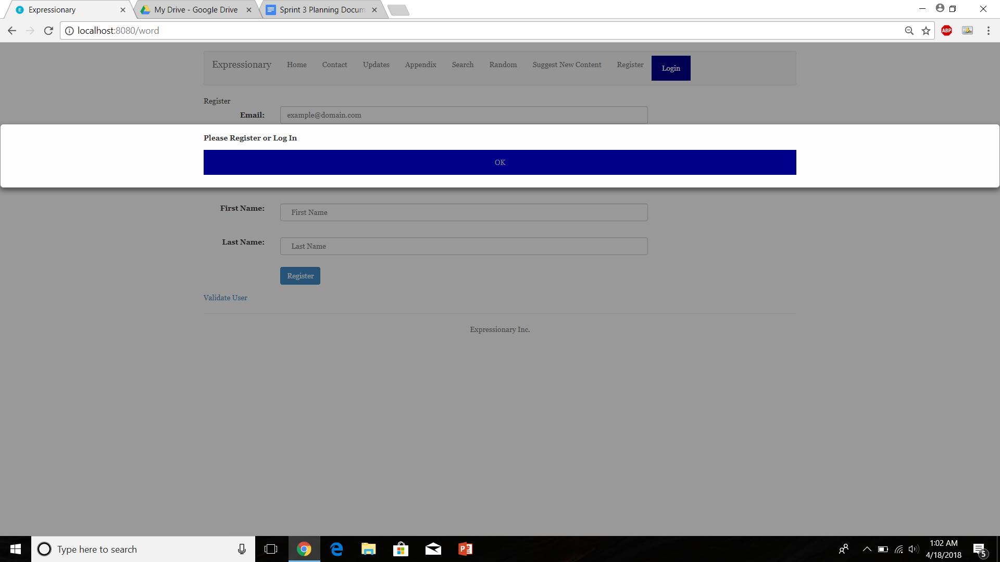 Expressionary
My Drive - Google Drive
Sprint 3 Planning Docum
localhost:8080/word
ABP
Expressionary Home Contact Updates Appendix Search Random Suggest New Content Register Login
Register
Email: example@domain.com
Please Register or Log In
OK
First Name: First Name
Last Name: Last Name
Register
Validate User
Expressionary Inc.
Type here to search
1:02 AM
4/18/2018
5